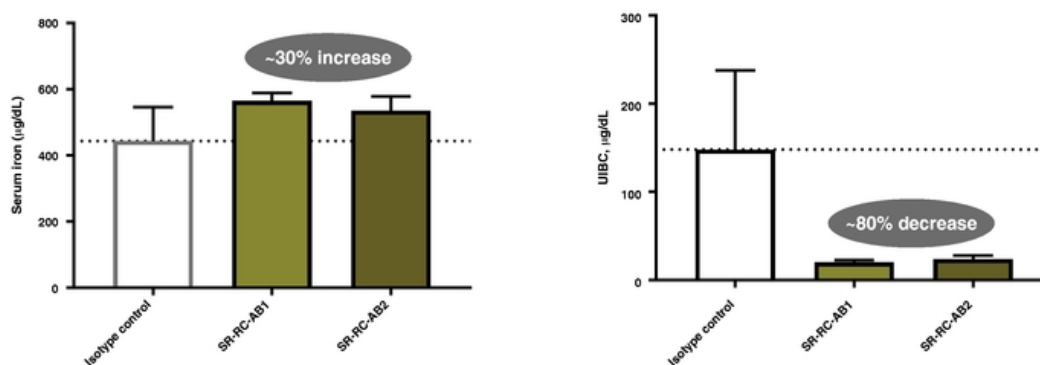 800
600
400
200
0
Serum iron (µg/dL)
~30% increase
Isotype control
SR-RC-AB1
SR-RC-AB2
300
200
100
0
UIBC, µg/dL
~80% decrease
Isotype control
SR-RC-AB1
SR-RC-AB2